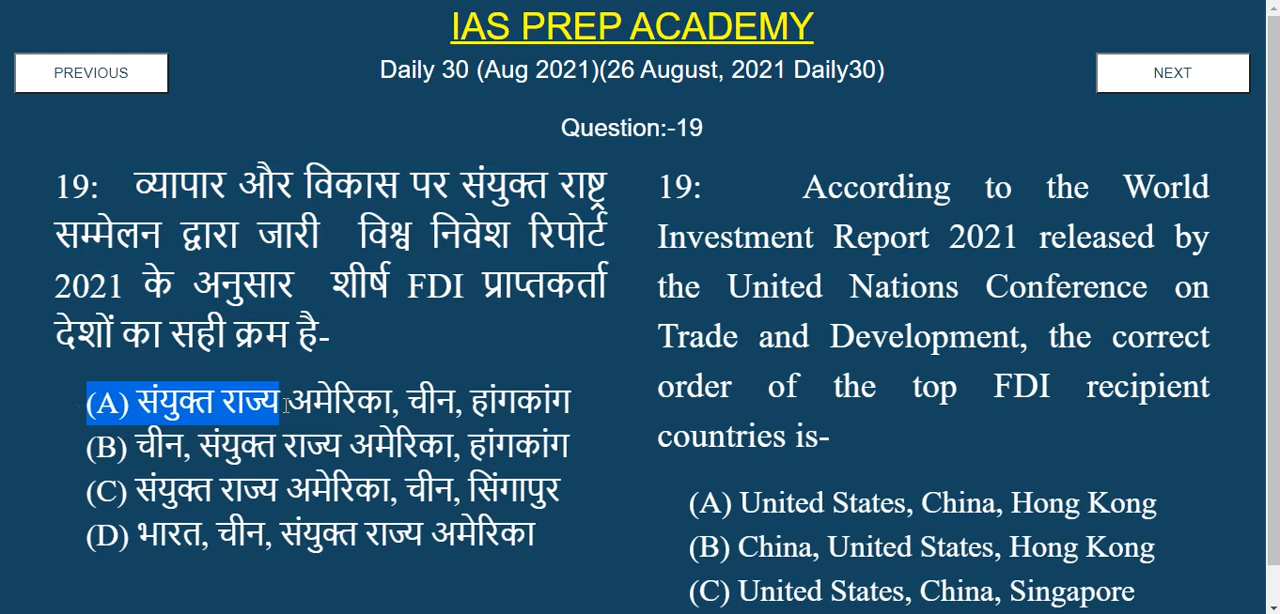 IAS PREP ACADEMY
PREVIOUS
Daily 30 (Aug 2021)(26 August, 2021 Daily30)
NEXT
Question:-19
19: व्यापार और विकास पर संयुक्त राष्ट्र
सम्मेलन द्वारा जारी विश्व निवेश रिपोर्ट
2021 के अनुसार शीर्ष FDI प्राप्तकर्ता
देशों का सही क्रम है-
(A) संयुक्त राज्य अमेरिका, चीन, हांगकांग
(B) चीन, संयुक्त राज्य अमेरिका, हांगकांग
(C) संयुक्त राज्य अमेरिका, चीन, सिंगापुर
(D) भारत, चीन, संयुक्त राज्य अमेरिका
19: According to the World
Investment Report 2021 released by
the United Nations Conference on
Trade and Development, the correct
order of the top FDI recipient
countries is-
(A) United States, China, Hong Kong
(B) China, United States, Hong Kong
(C) United States, China, Singapore